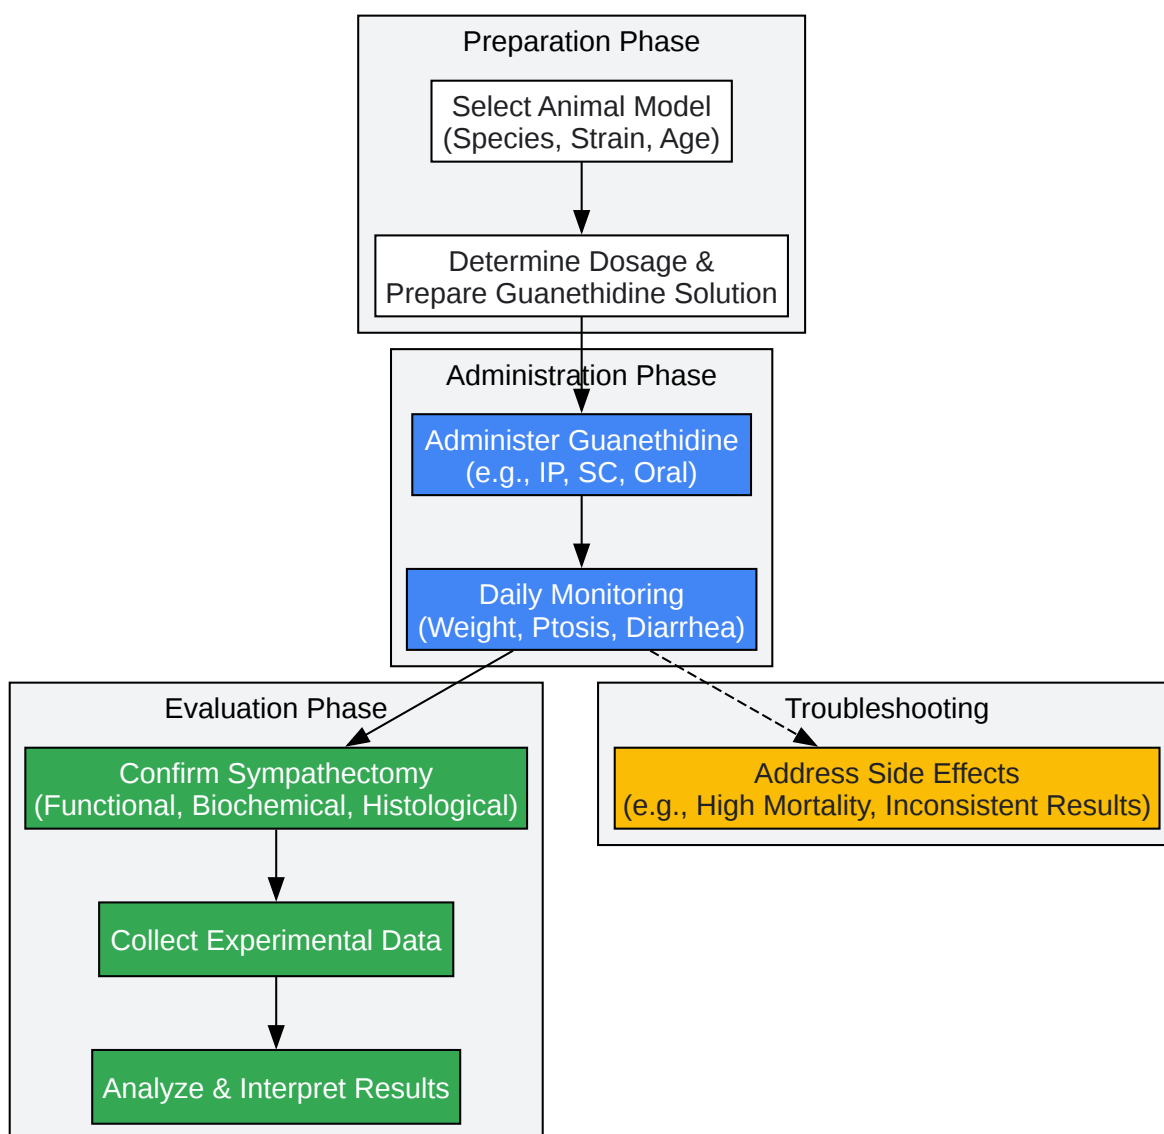 Preparation Phase
Select Animal Model
(Species, Strain, Age)
Determine Dosage &
Prepare Guanethidine Solution
Administration Phase
Administer Guanethidine
(e.g., IP, SC, Oral)
Daily Monitoring
(Weight, Ptosis, Diarrhea)
Evaluation Phase
Confirm Sympathectomy
(Functional, Biochemical, Histological)
Collect Experimental Data
Analyze & Interpret Results
Troubleshooting
Address Side Effects
(e.g., High Mortality, Inconsistent Results)